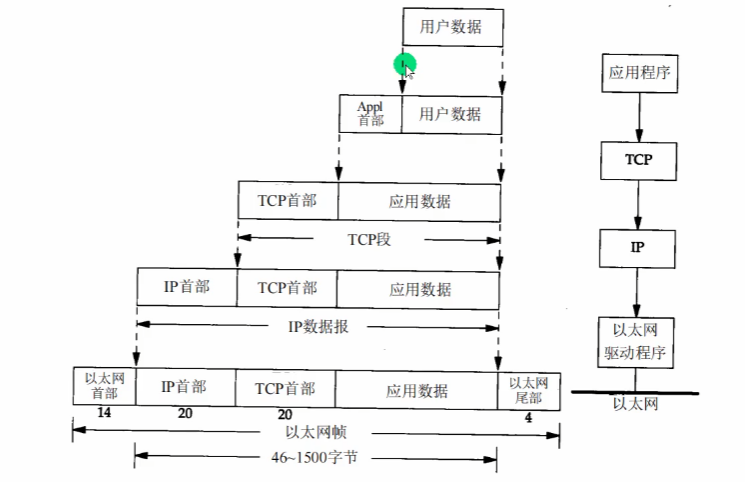 用户数据
应用程序
Appl
首部
用户数据
TCP
TCP首部
应用数据
TCP段
IP
IP首部
TCP首部
应用数据
IP数据报
以太网
驱动程序
以太网
首部
IP首部
TCP首部
应用数据
以太网
尾部
以太网
14
20
20
4
以太网帧
46~1500字节